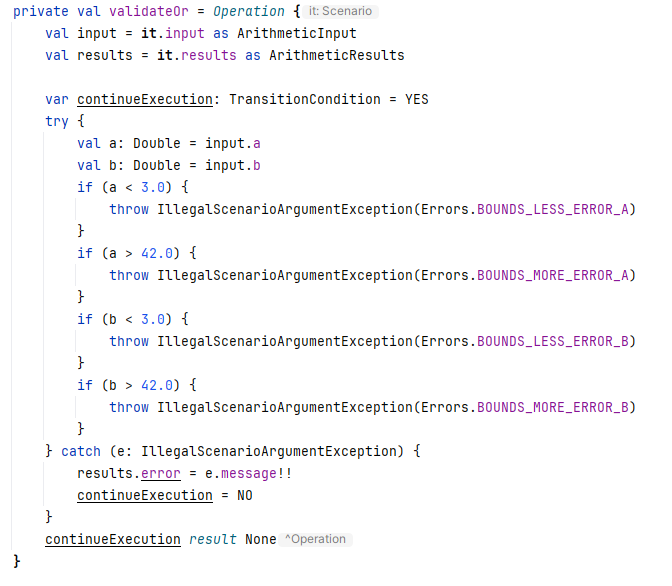 private val validateOr = Operation { it: Scenario
    val input = it.input as ArithmeticInput
    val results = it.results as ArithmeticResults

    var continueExecution: TransitionCondition = YES
    try {
        val a: Double = input.a
        val b: Double = input.b
        if (a < 3.0) {
            throw IllegalScenarioArgumentException(Errors.BOUNDS_LESS_ERROR_A)
        }
        if (a > 42.0) {
            throw IllegalScenarioArgumentException(Errors.BOUNDS_MORE_ERROR_A)
        }
        if (b < 3.0) {
            throw IllegalScenarioArgumentException(Errors.BOUNDS_LESS_ERROR_B)
        }
        if (b > 42.0) {
            throw IllegalScenarioArgumentException(Errors.BOUNDS_MORE_ERROR_B)
        }
    } catch (e: IllegalScenarioArgumentException) {
        results.error = e.message!!
        continueExecution = NO
    }
    continueExecution result None ^Operation
}